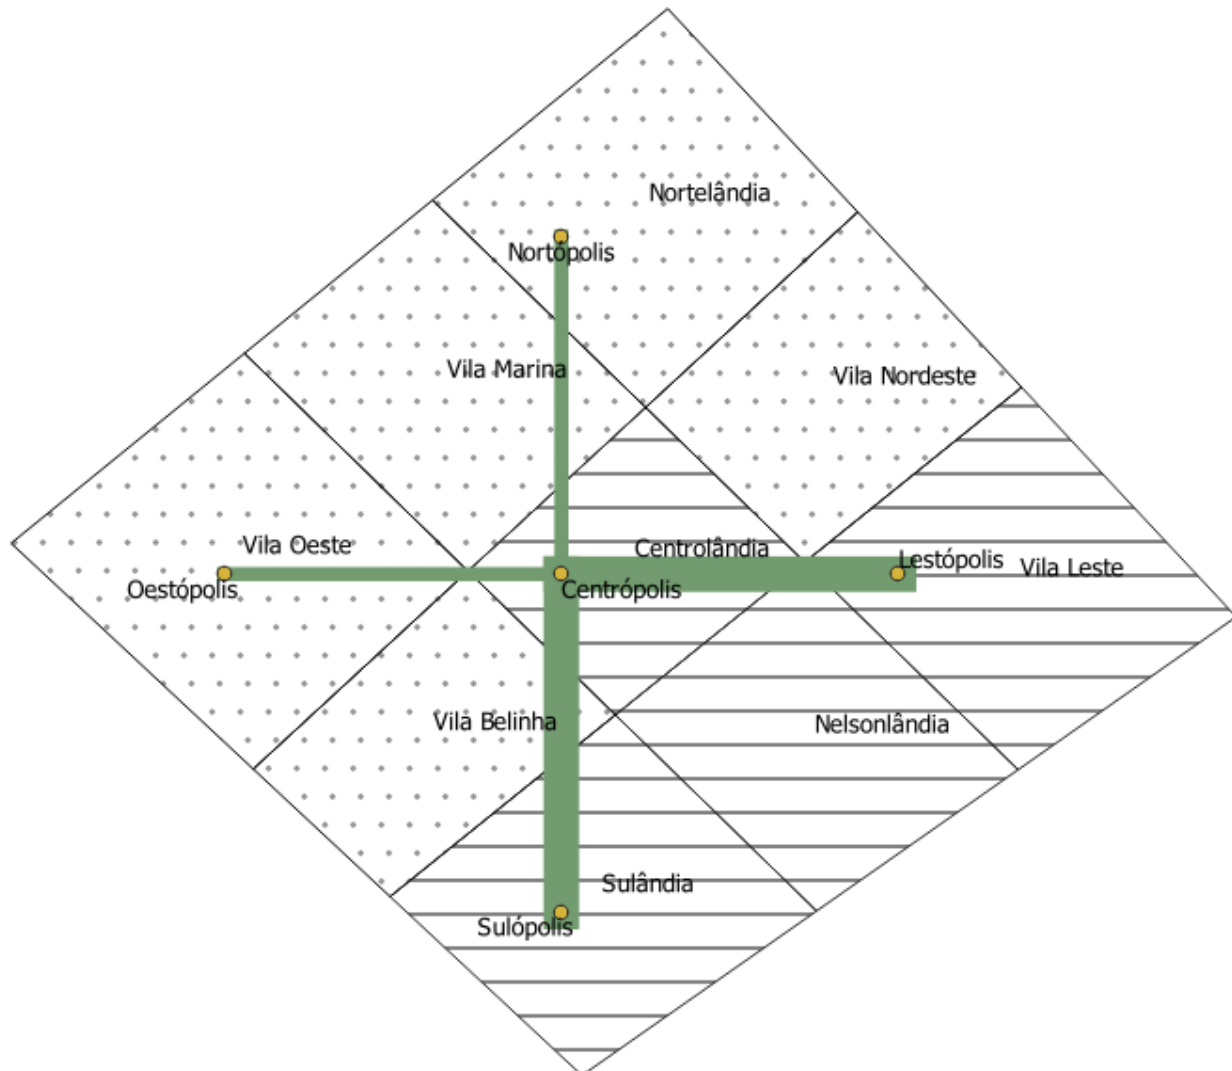 Nortelândia
Nortópolis
Vila Marina
Vila Nordeste
Vila Oeste
Centrolândia
Lestópolis
Vila Leste
Oestópolis
Centrópolis
Vila Belinha
Nelsonlândia
Sulândia
Sulópolis